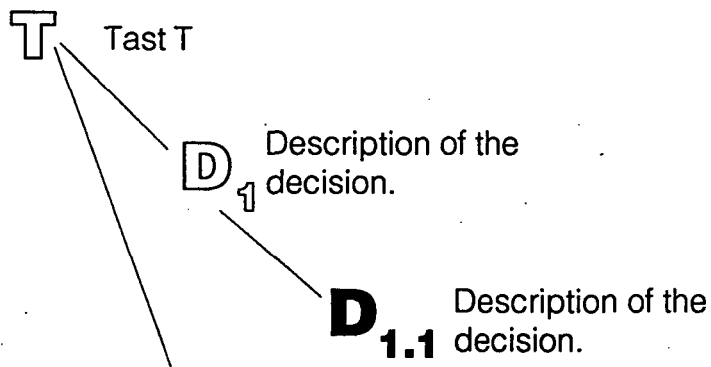 T Tast T
D1 Description of the
decision.
D1.1 Description of the
decision.